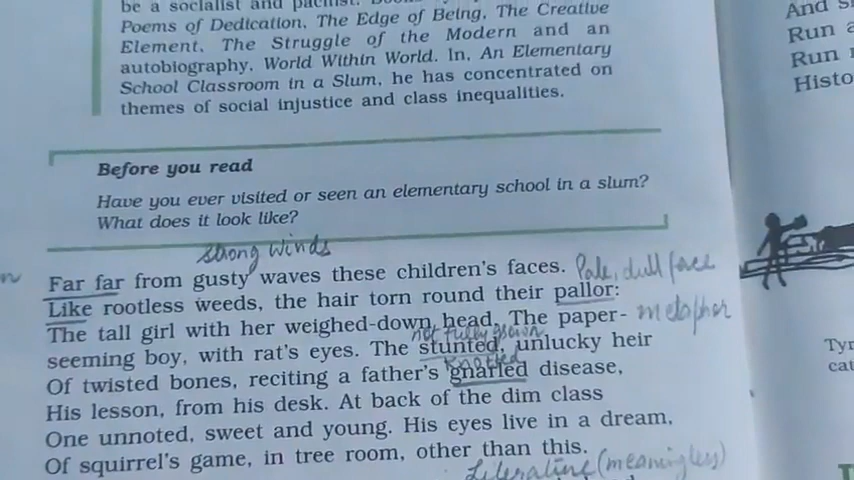 be a socialist and pacifist.
Poems of Dedication, The Edge of Being, The Creative
Element, The Struggle of the Modern and an
autobiography, World Within World. In, An Elementary
School Classroom in a Slum, he has concentrated on
themes of social injustice and class inequalities.
Before you read
Have you ever visited or seen an elementary school in a slum?
What does it look like?
strong winds
Far far from gusty waves these children's faces. Pale, dull face
Like rootless weeds, the hair torn round their pallor:
The tall girl with her weighed-down head. The paper- metaphor
not fully grown
seeming boy, with rat's eyes. The stunted, unlucky heir
knotted
Of twisted bones, reciting a father's gnarled disease,
His lesson, from his desk. At back of the dim class
One unnoted, sweet and young. His eyes live in a dream,
Of squirrel's game, in tree room, other than this.
(meaningless)
And
Run
Run
Histo
Tyr
cat